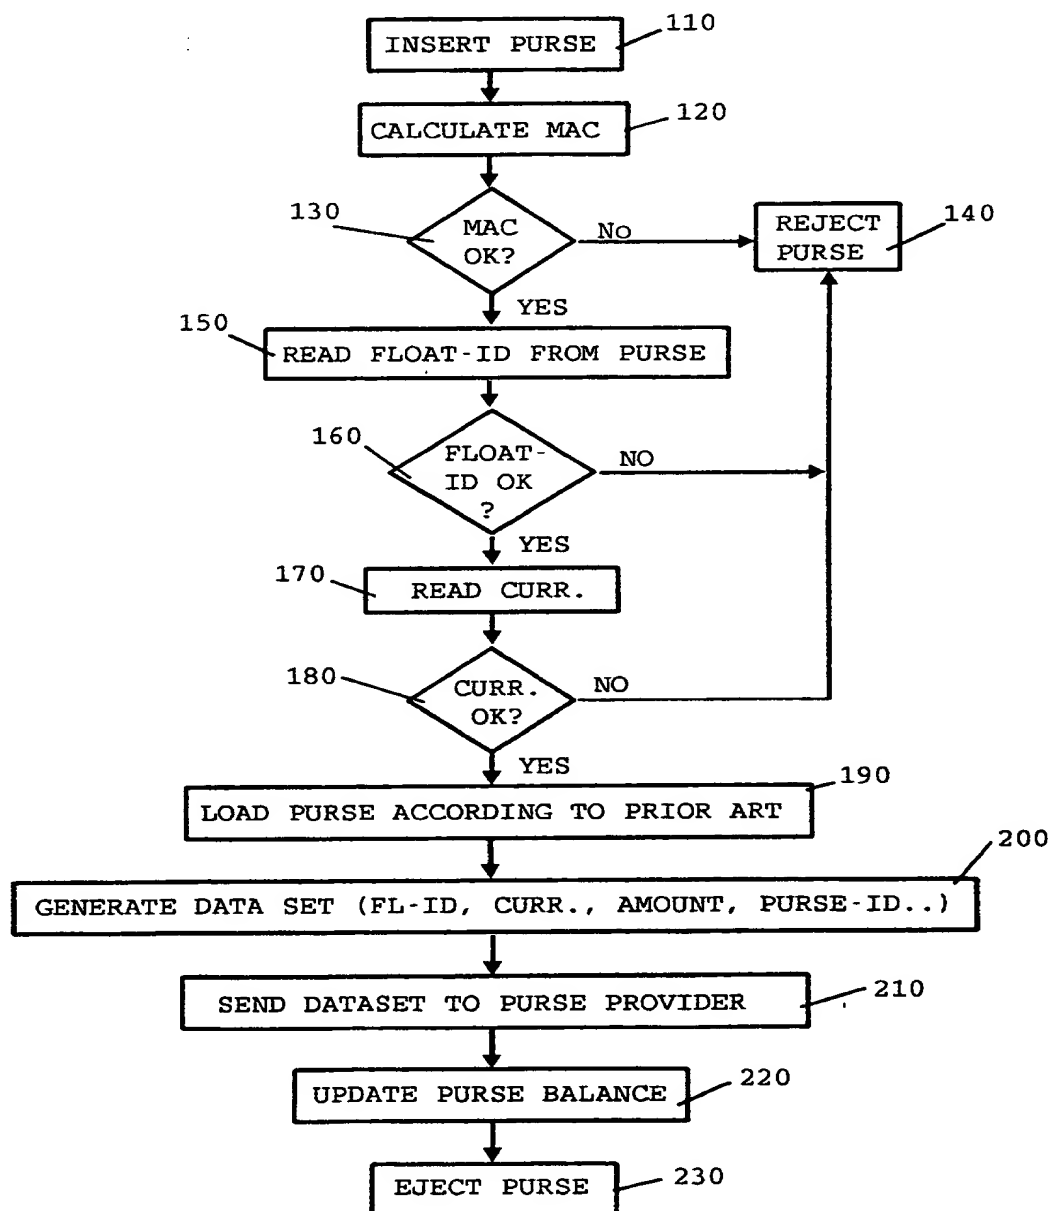 110
INSERT PURSE
120
CALCULATE MAC
130
MAC
OK?
No
REJECT
PURSE
140
YES
150
READ FLOAT-ID FROM PURSE
160
FLOAT-
ID OK
?
NO
YES
170
READ CURR.
180
CURR.
OK?
NO
YES
190
LOAD PURSE ACCORDING TO PRIOR ART
200
GENERATE DATA SET (FL-ID, CURR., AMOUNT, PURSE-ID..)
SEND DATASET TO PURSE PROVIDER
210
UPDATE PURSE BALANCE
220
EJECT PURSE
230